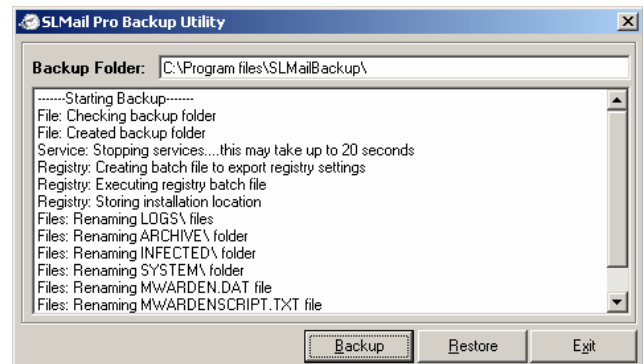 SLMail Pro Backup Utility
Backup Folder: C:\Program files\SLMailBackup\
-------Starting Backup-------
File: Checking backup folder
File: Created backup folder
Service: Stopping services....this may take up to 20 seconds
Registry: Creating batch file to export registry settings
Registry: Executing registry batch file
Registry: Storing installation location
Files: Renaming LOGS\ files
Files: Renaming ARCHIVE\ folder
Files: Renaming INFECTED\ folder
Files: Renaming SYSTEM\ folder
Files: Renaming MWARDEN.DAT file
Files: Renaming MWARDENSCRIPT.TXT file
Backup Restore Exit